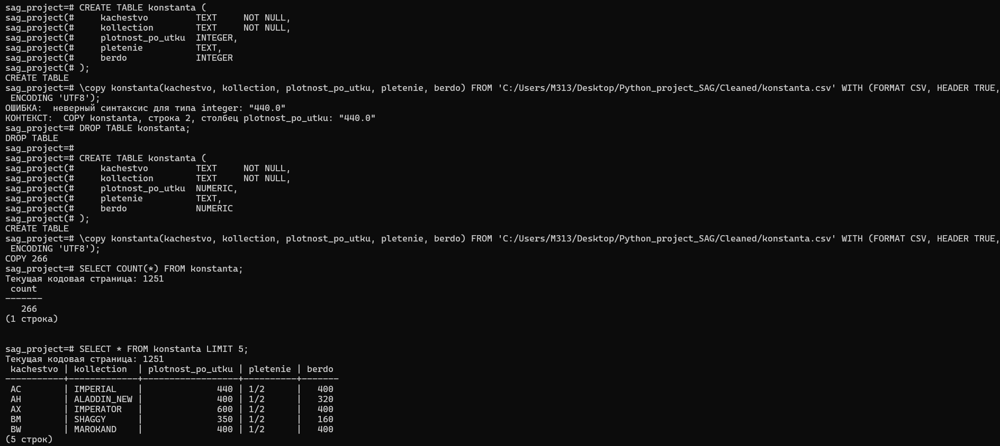 sag_project=# CREATE TABLE konstanta (
sag_project(#     kachestvo         TEXT     NOT NULL,
sag_project(#     kollection        TEXT     NOT NULL,
sag_project(#     plotnost_po_utku  INTEGER,
sag_project(#     pletenie          TEXT,
sag_project(#     berdo             INTEGER
sag_project(# );
CREATE TABLE
sag_project=# \copy konstanta(kachestvo, kollection, plotnost_po_utku, pletenie, berdo) FROM 'C:/Users/M313/Desktop/Python_project_SAG/Cleaned/konstanta.csv' WITH (FORMAT CSV, HEADER TRUE,
 ENCODING 'UTF8');
ОШИБКА:  неверный синтаксис для типа integer: "440.0"
КОНТЕКСТ:  COPY konstanta, строка 2, столбец plotnost_po_utku: "440.0"
sag_project=# DROP TABLE konstanta;
DROP TABLE
sag_project=#
sag_project=# CREATE TABLE konstanta (
sag_project(#     kachestvo         TEXT     NOT NULL,
sag_project(#     kollection        TEXT     NOT NULL,
sag_project(#     plotnost_po_utku  NUMERIC,
sag_project(#     pletenie          TEXT,
sag_project(#     berdo             NUMERIC
sag_project(# );
CREATE TABLE
sag_project=# \copy konstanta(kachestvo, kollection, plotnost_po_utku, pletenie, berdo) FROM 'C:/Users/M313/Desktop/Python_project_SAG/Cleaned/konstanta.csv' WITH (FORMAT CSV, HEADER TRUE,
 ENCODING 'UTF8');
COPY 266
sag_project=# SELECT COUNT(*) FROM konstanta;
Текущая кодовая страница: 1251
 count
-------
   266
(1 строка)
sag_project=# SELECT * FROM konstanta LIMIT 5;
Текущая кодовая страница: 1251
 kachestvo | kollection  | plotnost_po_utku | pletenie | berdo
-----------+-------------+------------------+----------+-------
 AC        | IMPERIAL    |              440 | 1/2      |   400
 AH        | ALADDIN_NEW |              400 | 1/2      |   320
 AX        | IMPERATOR   |              600 | 1/2      |   400
 BM        | SHAGGY      |              350 | 1/2      |   160
 BW        | MAROKAND    |              400 | 1/2      |   400
(5 строк)